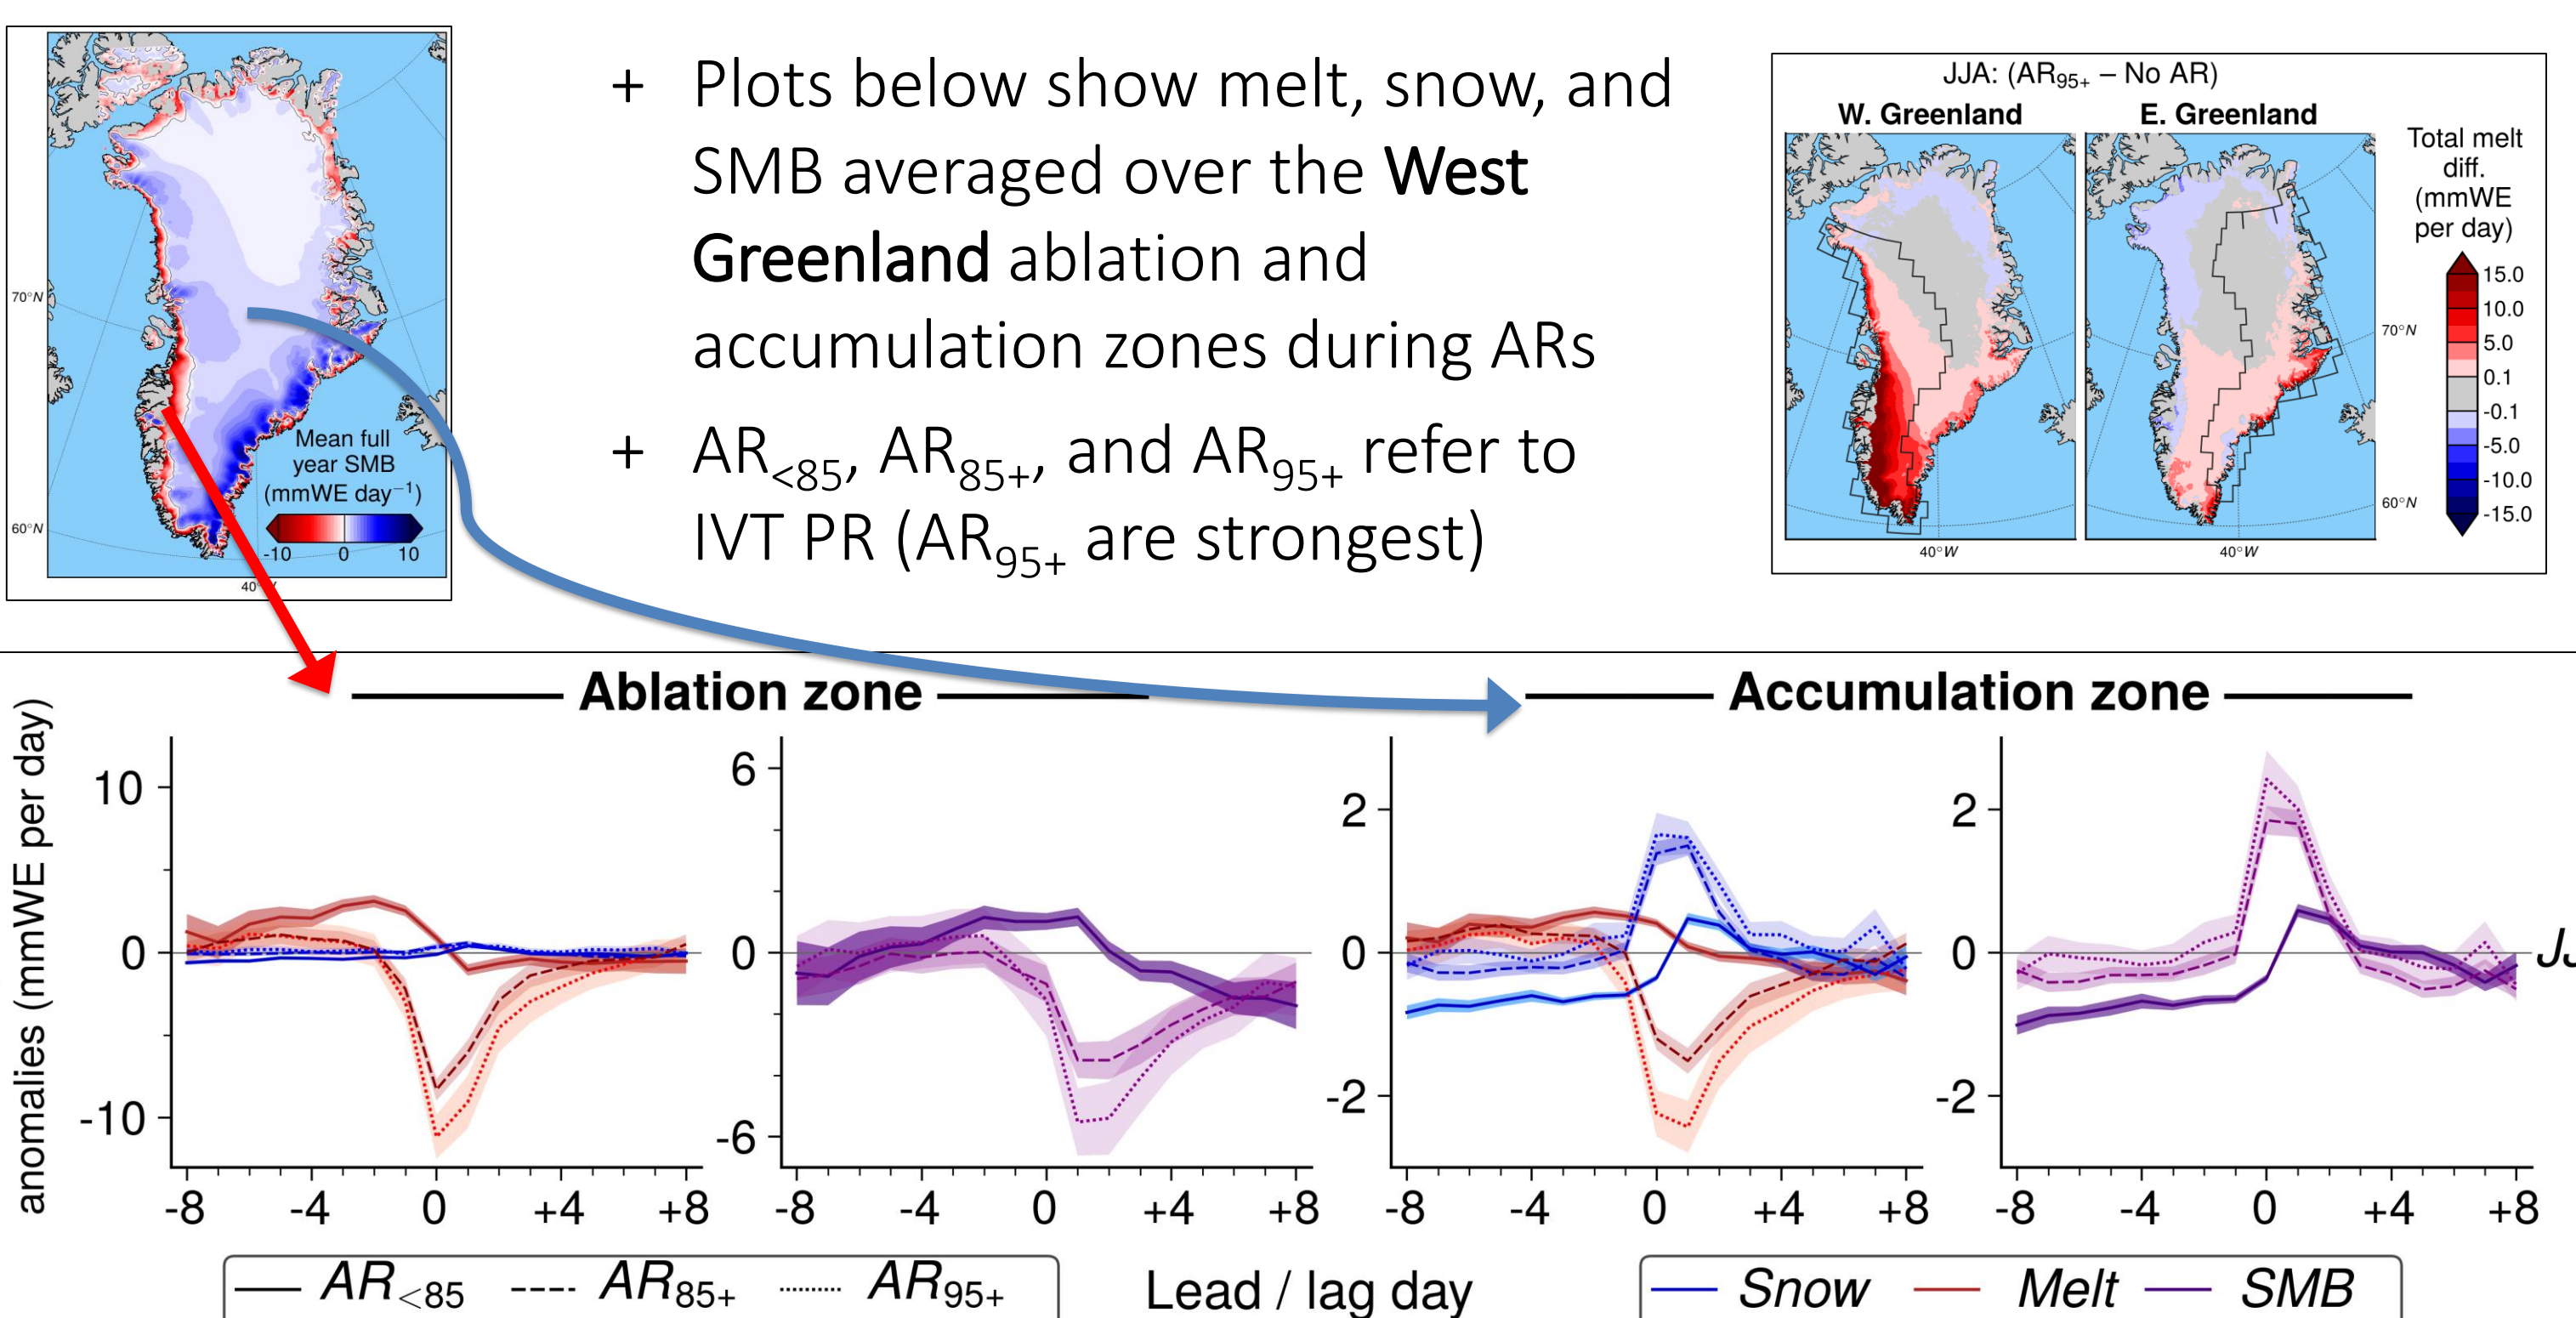 + Plots below show melt, snow, and
SMB averaged over the West
Greenland ablation and
accumulation zones during ARs
+ AR<85, AR85+, and AR95+ refer to
IVT PR (AR95+ are strongest)
70°N
60°N
Mean full
year SMB
(mmWE day−1)
-10 0 10
JJA: (AR95+ – No AR)
W. Greenland E. Greenland
Total melt
diff.
(mmWE
per day)
15.0
10.0
5.0
0.1
-0.1
-5.0
-10.0
-15.0
70°N
60°N
40°W 40°W
Ablation zone Accumulation zone
anomalies (mmWE per day)
10
0
-10
-8 -4 0 +4 +8
6
0
-6
-8 -4 0 +4 +8
2
0
-2
-8 -4 0 +4 +8
2
0
-2
-8 -4 0 +4 +8
AR<85 AR85+ AR95+
Lead / lag day
Snow Melt SMB